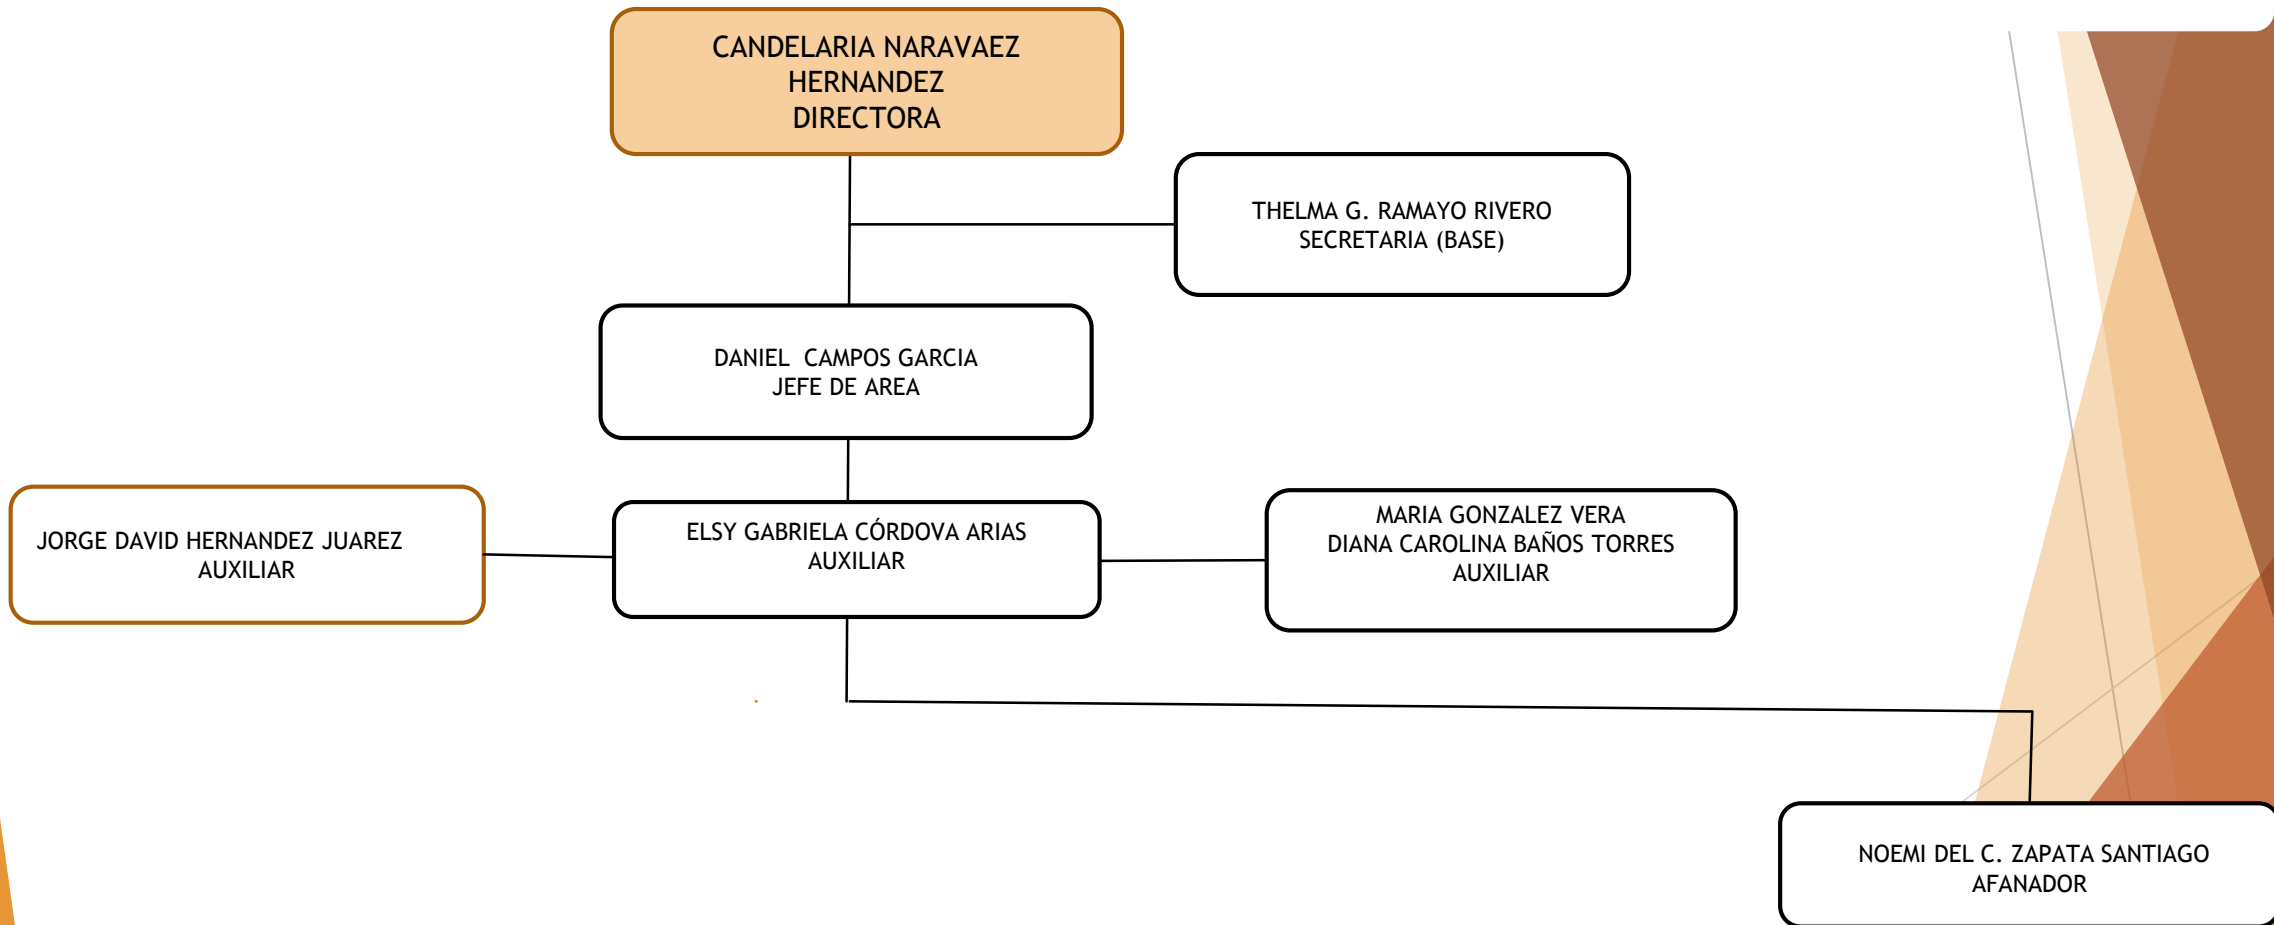 CANDELARIA NARAVAEZ
HERNANDEZ
DIRECTORA
THELMA G. RAMAYO RIVERO
SECRETARIA (BASE)
DANIEL  CAMPOS GARCIA
JEFE DE AREA
JORGE DAVID HERNANDEZ JUAREZ
AUXILIAR
ELSY GABRIELA CÓRDOVA ARIAS
AUXILIAR
MARIA GONZALEZ VERA
DIANA CAROLINA BAÑOS TORRES
AUXILIAR
NOEMI DEL C. ZAPATA SANTIAGO
AFANADOR